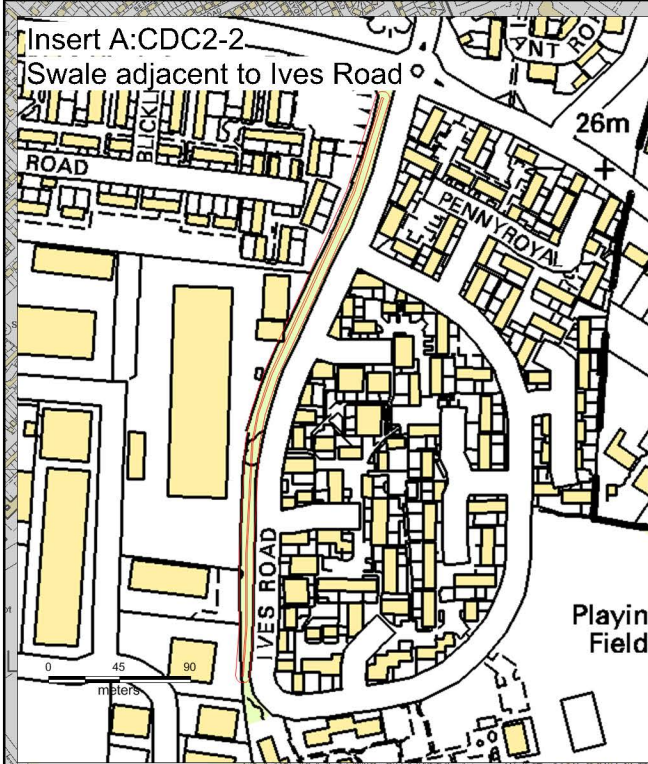 Insert A:CDC2-2
Swale adjacent to Ives Road
26m
ROAD
PENNYROYAL
IVES ROAD
Playin
Field
0 45 90
meters